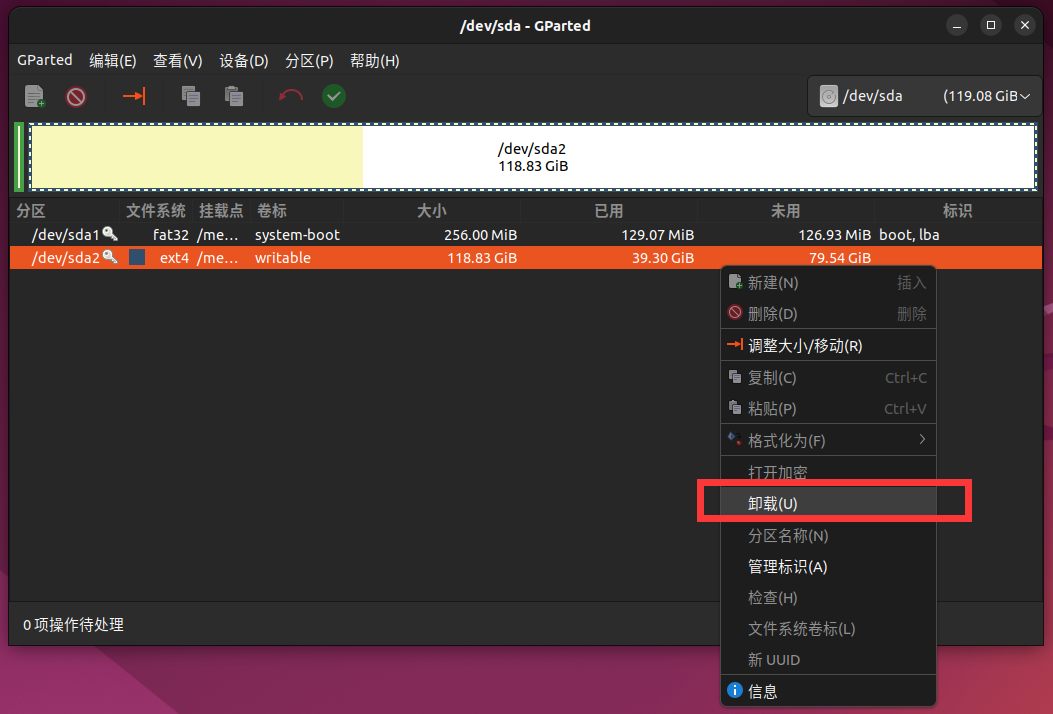 /dev/sda - GParted
GParted 编辑(E) 查看(V) 设备(D) 分区(P) 帮助(H)
/dev/sda (119.08 GiB
/dev/sda2
118.83 GiB
分区 文件系统 挂载点 卷标 大小 已用 未用 标识
/dev/sda1 fat32 /me… system-boot 256.00 MiB 129.07 MiB 126.93 MiB boot, lba
/dev/sda2 ext4 /me… writable 118.83 GiB 39.30 GiB 79.54 GiB
新建(N) 插入
删除(D) 删除
调整大小/移动(R)
复制(C) Ctrl+C
粘贴(P) Ctrl+V
格式化为(F)
打开加密
卸载(U)
分区名称(N)
管理标识(A)
检查(H)
文件系统卷标(L)
新 UUID
信息
0 项操作待处理